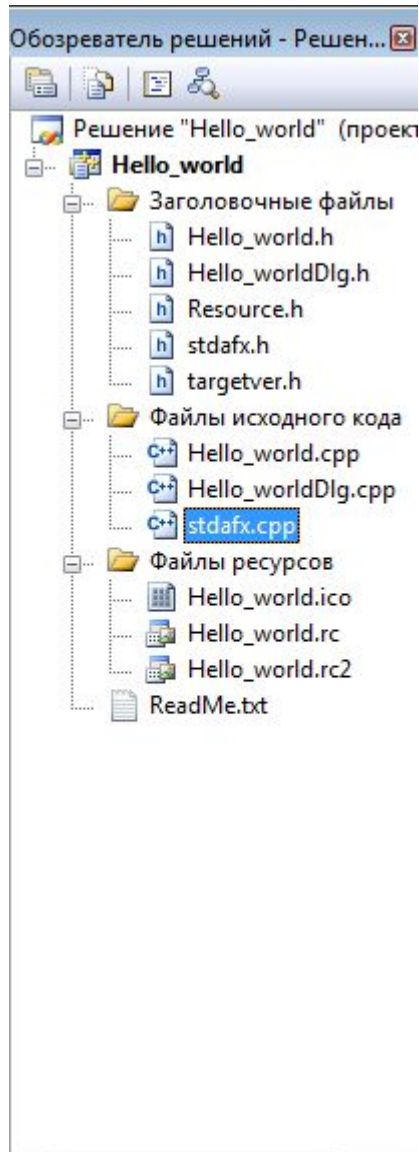 Обозреватель решений - Решен...
Решение "Hello_world" (проект
Hello_world
Заголовочные файлы
Hello_world.h
Hello_worldDlg.h
Resource.h
stdafx.h
targetver.h
Файлы исходного кода
Hello_world.cpp
Hello_worldDlg.cpp
stdafx.cpp
Файлы ресурсов
Hello_world.ico
Hello_world.rc
Hello_world.rc2
ReadMe.txt